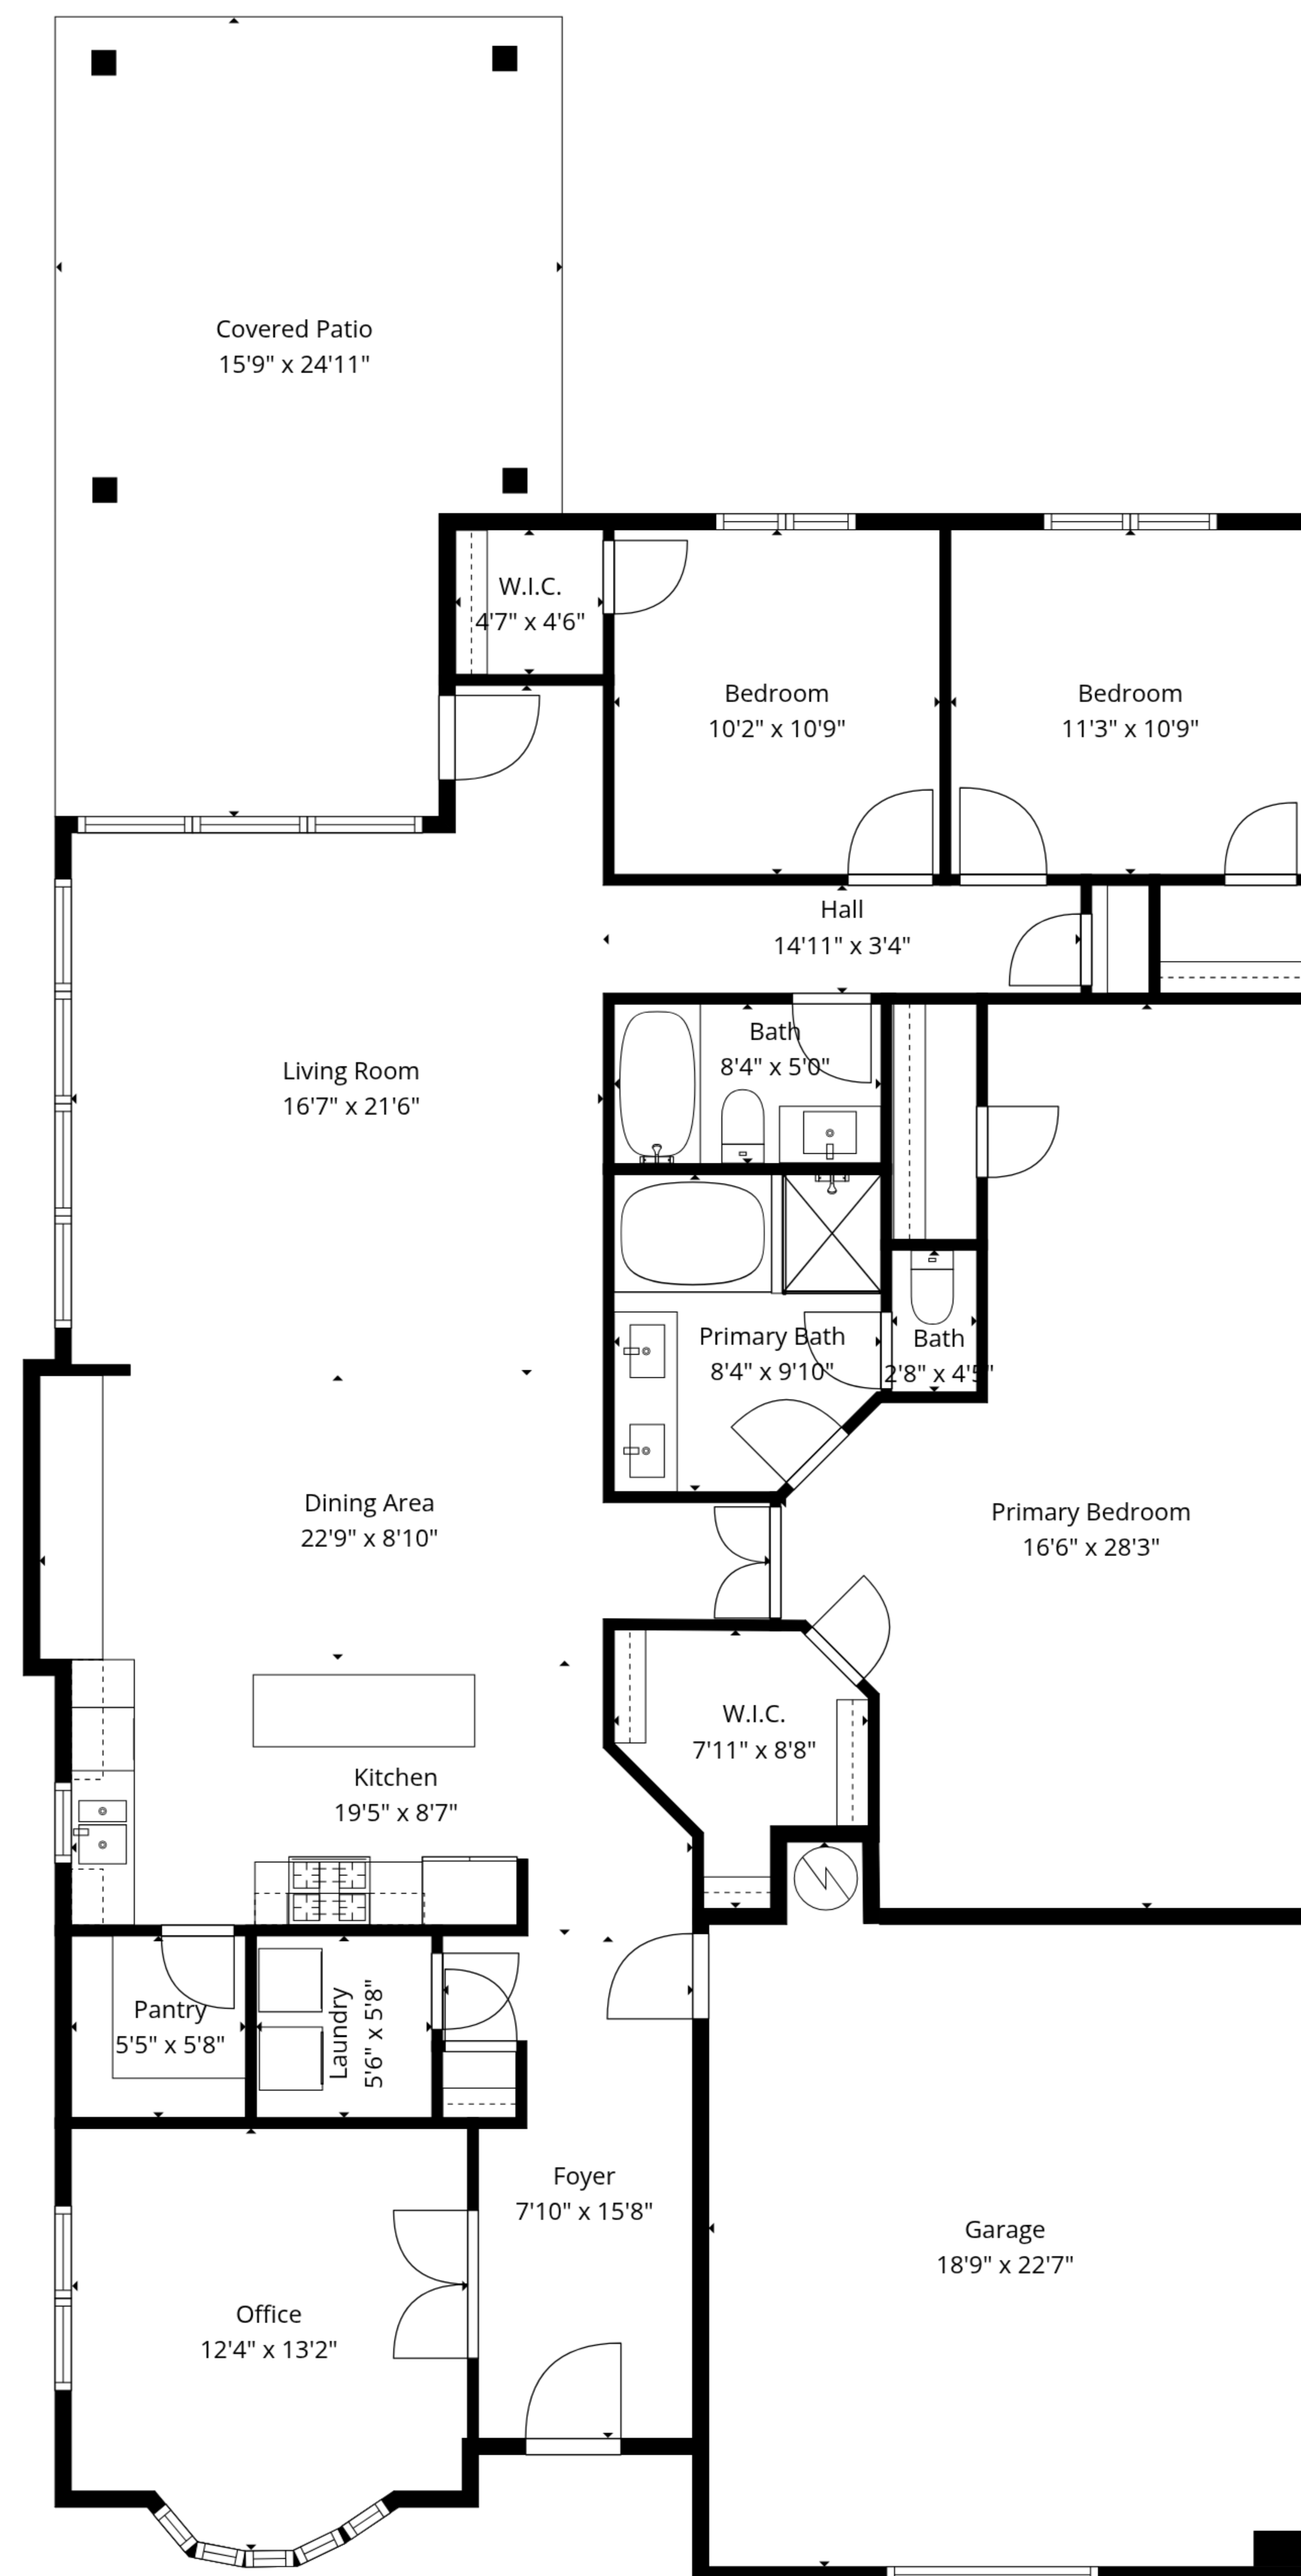 Covered Patio
15'9" x 24'11"
W.I.C.
4'7" x 4'6"
Bedroom
10'2" x 10'9"
Bedroom
11'3" x 10'9"
Hall
14'11" x 3'4"
Living Room
16'7" x 21'6"
Bath
8'4" x 5'0"
Primary Bath
8'4" x 9'10"
Bath
2'8" x 4'5"
Dining Area
22'9" x 8'10"
Primary Bedroom
16'6" x 28'3"
W.I.C.
7'11" x 8'8"
Kitchen
19'5" x 8'7"
Pantry
5'5" x 5'8"
Laundry
5'6" x 5'8"
Foyer
7'10" x 15'8"
Garage
18'9" x 22'7"
Office
12'4" x 13'2"